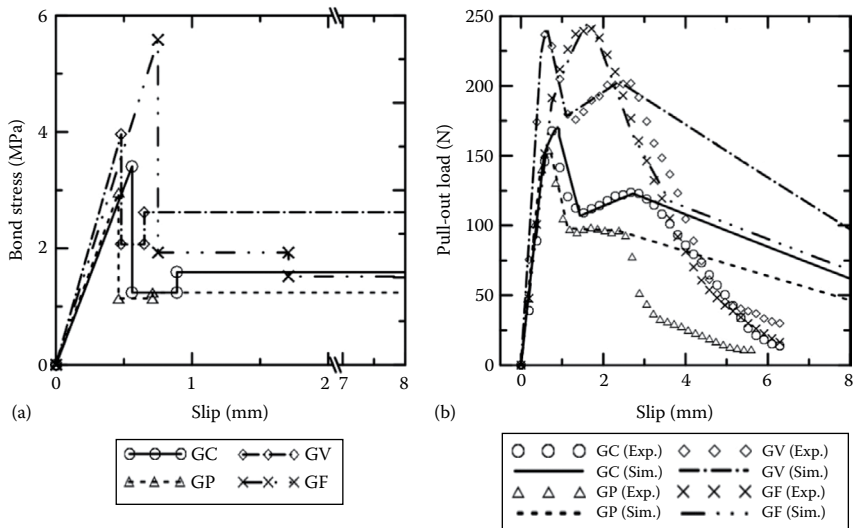 6
4
2
0
Bond stress (MPa)
0
1
2
7
8
Slip (mm)
(a)
GC
GV
GP
GF
250
200
150
100
50
0
Pull-out load (N)
0
2
4
6
8
Slip (mm)
(b)
GC (Exp.)
GV (Exp.)
GC (Sim.)
GV (Sim.)
GP (Exp.)
GF (Exp.)
GP (Sim.)
GF (Sim.)